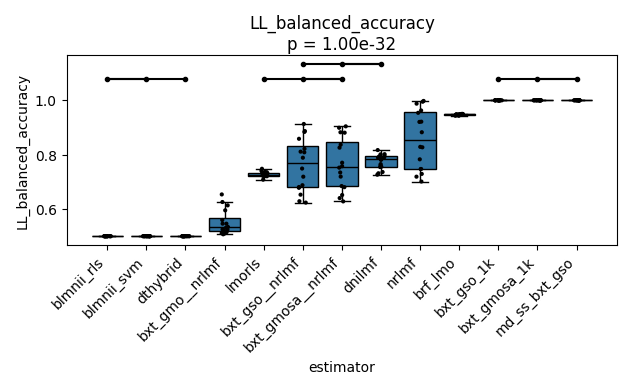 LL_balanced_accuracy
p = 1.00e-32
LL_balanced_accuracy
1.0
0.8
0.6
blmnii_rls
blmnii_svm
dthybrid
bxt_gmo__nrlmf
lmorls
bxt_gso__nrlmf
bxt_gmosa__nrlmf
dnilmf
nrlmf
brf_lmo
bxt_gso_1k
bxt_gmosa_1k
md_ss_bxt_gso
estimator